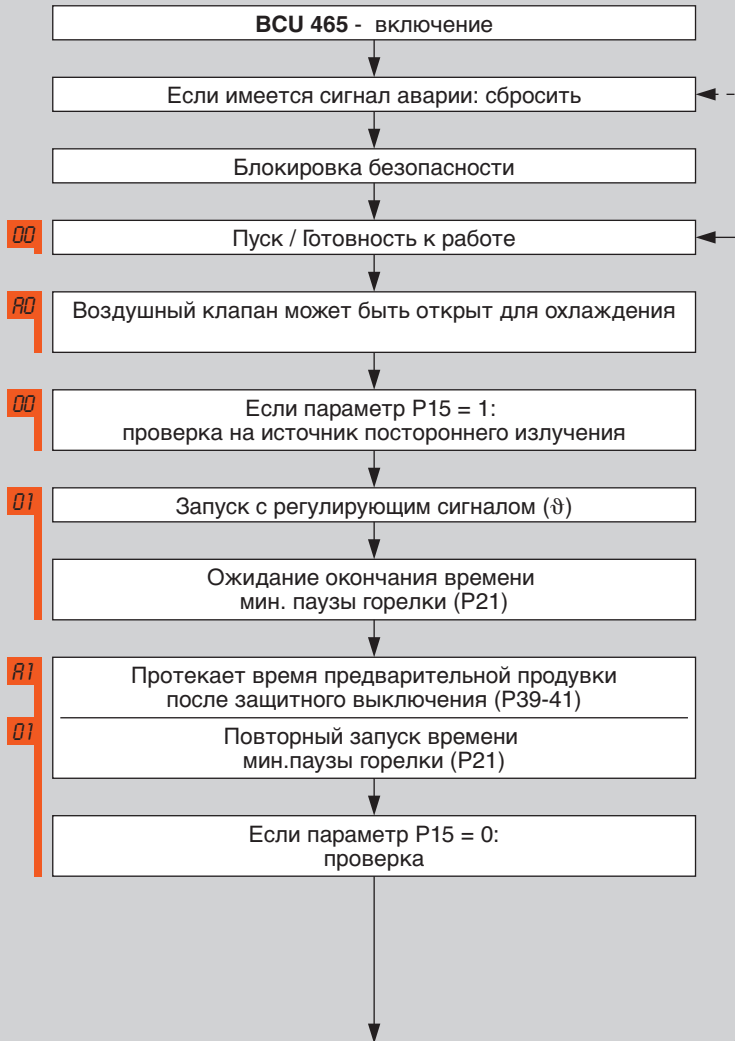 BCU 465 - включение
Если имеется сигнал аварии: сбросить
Блокировка безопасности
00
Пуск / Готовность к работе
A0
Воздушный клапан может быть открыт для охлаждения
00
Если параметр P15 = 1:
проверка на источник постороннего излучения
01
Запуск с регулирующим сигналом (ϑ)
Ожидание окончания времени
мин. паузы горелки (P21)
A1
Протекает время предварительной продувки
после защитного выключения (P39-41)
01
Повторный запуск времени
мин.паузы горелки (P21)
Если параметр P15 = 0:
проверка